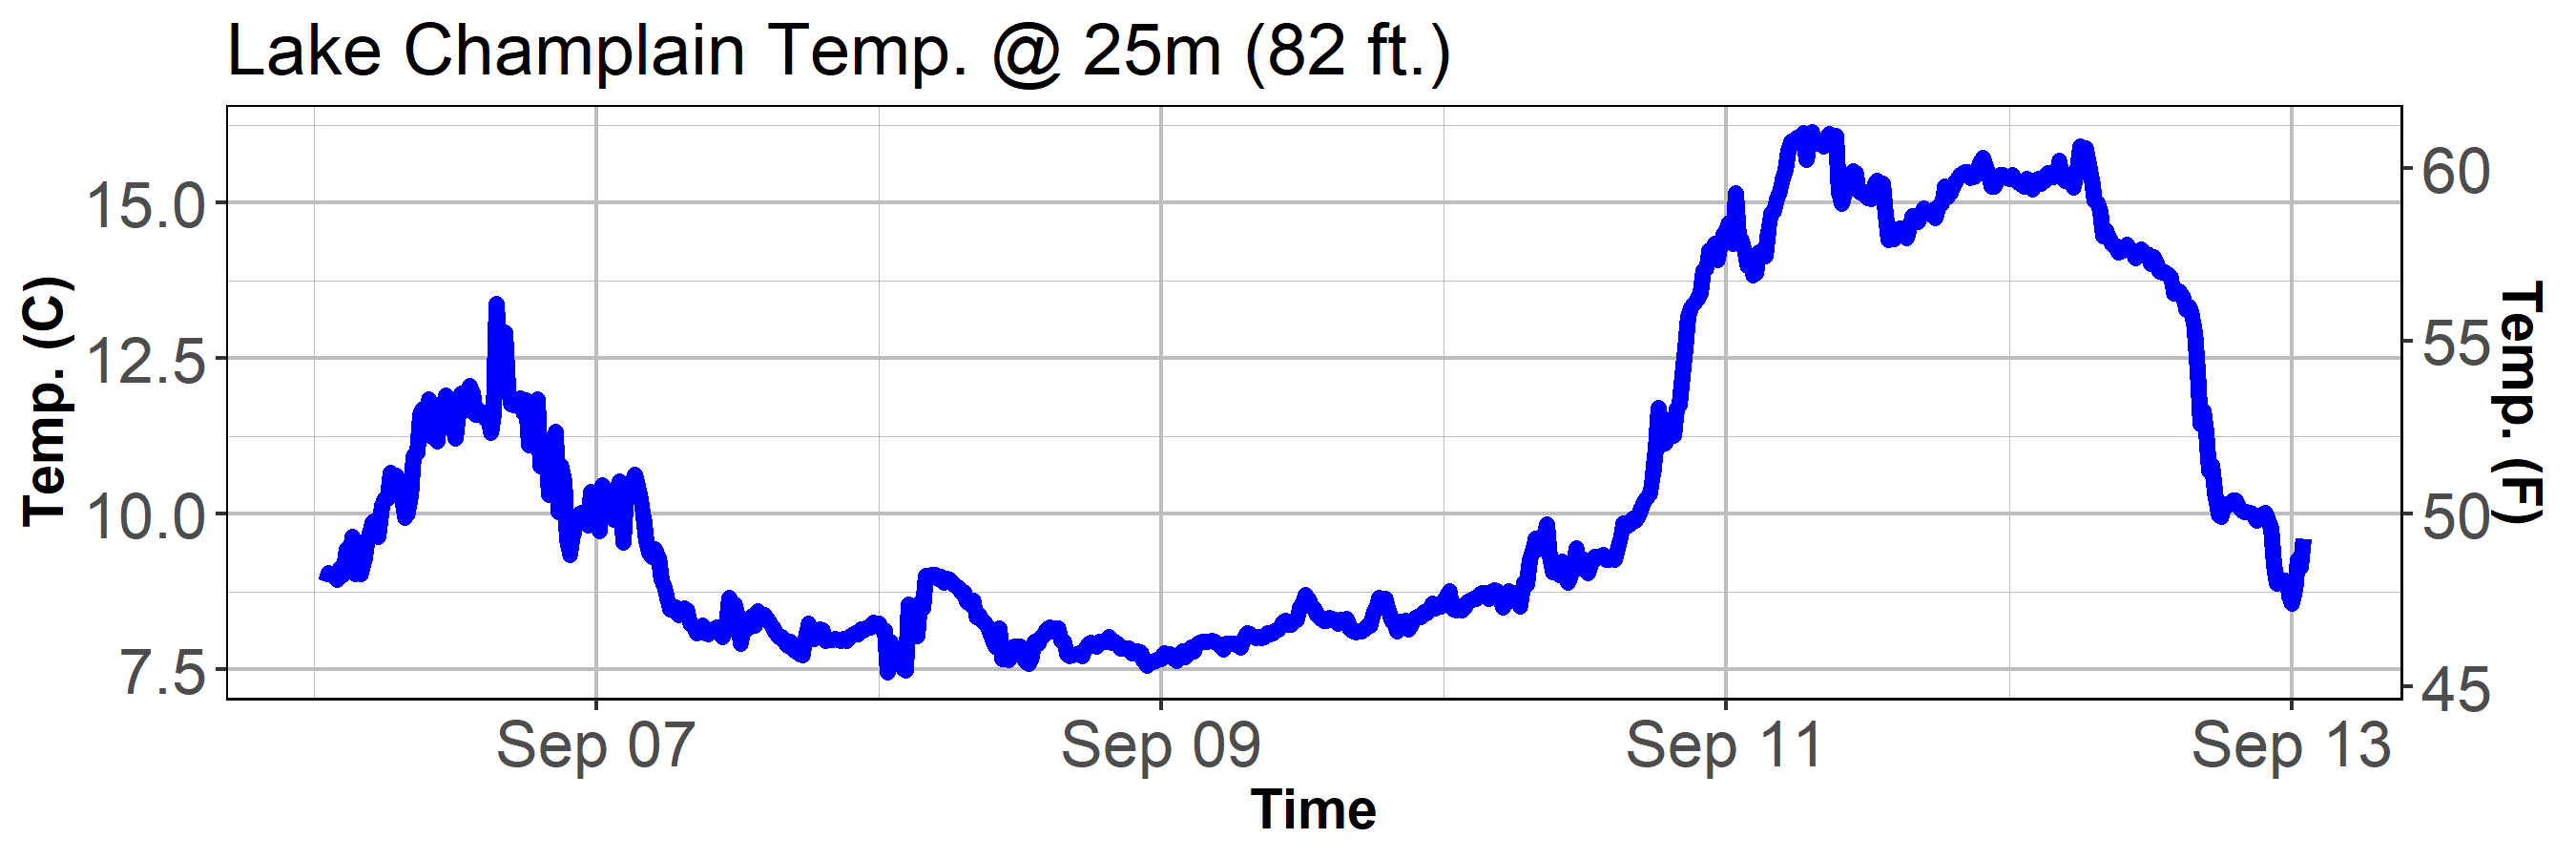 Lake Champlain Temp. @ 25m (82 ft.)
Temp. (C)
15.0
12.5
10.0
7.5
60
55
50
45
Temp. (F)
Sep 07 Sep 09 Sep 11 Sep 13
Time